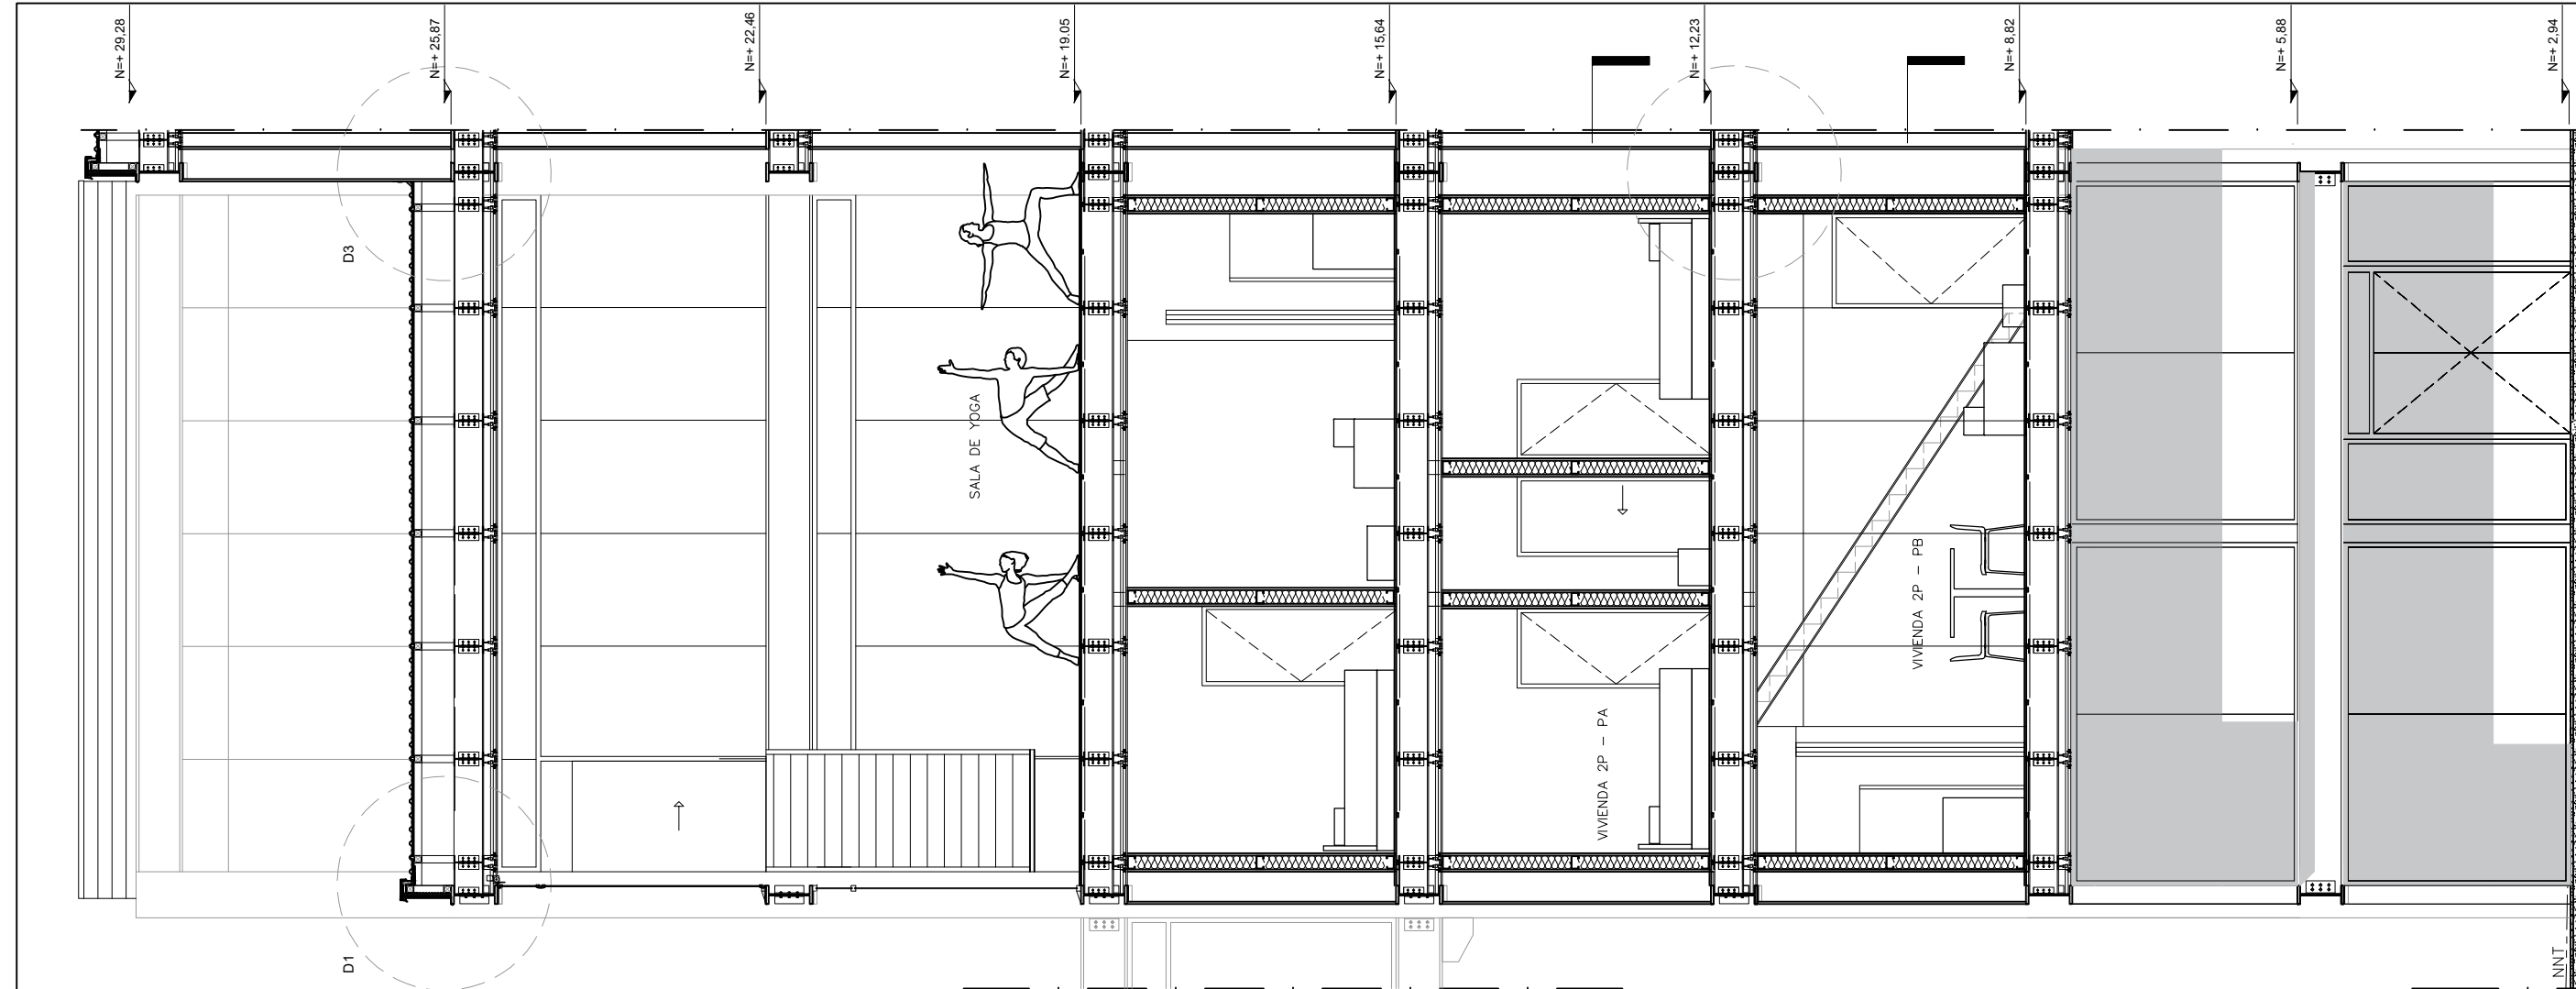 N=+ 29,28
N=+ 25,87
N=+ 22,46
N=+ 19.05
N=+ 15,64
N=+ 12,23
N=+ 8,82
N=+ 5,88
N=+ 2,94
D3
SALA DE YOGA
VIVIENDA 2P - PB
VIVIENDA 2P - PA
D1
NNT